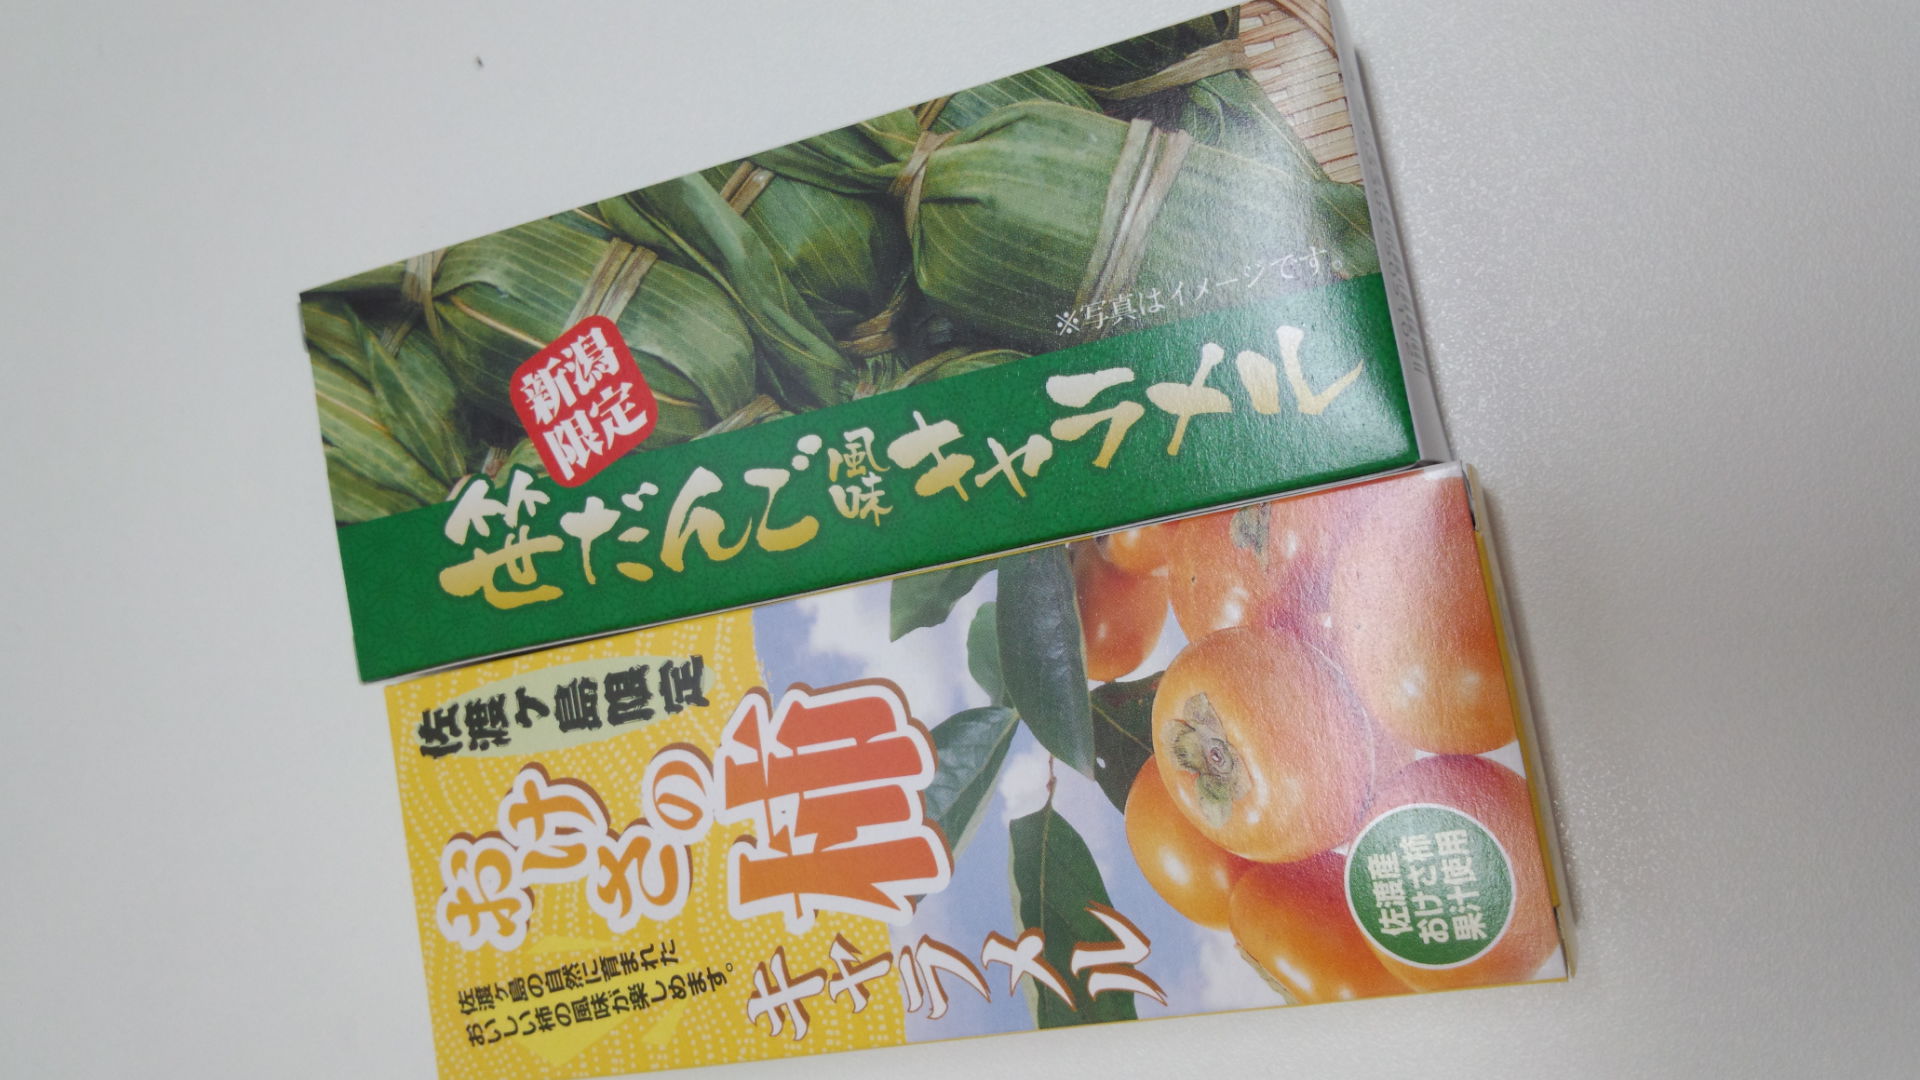 新潟
限定
笹だんご風味キャラメル
※写真はイメージです。
佐渡ヶ島限定
おけさの
柿
キャラメル
佐渡ヶ島の自然に育まれた
おいしい柿の風味が楽しめます。
佐渡産
おけさ柿
果汁使用